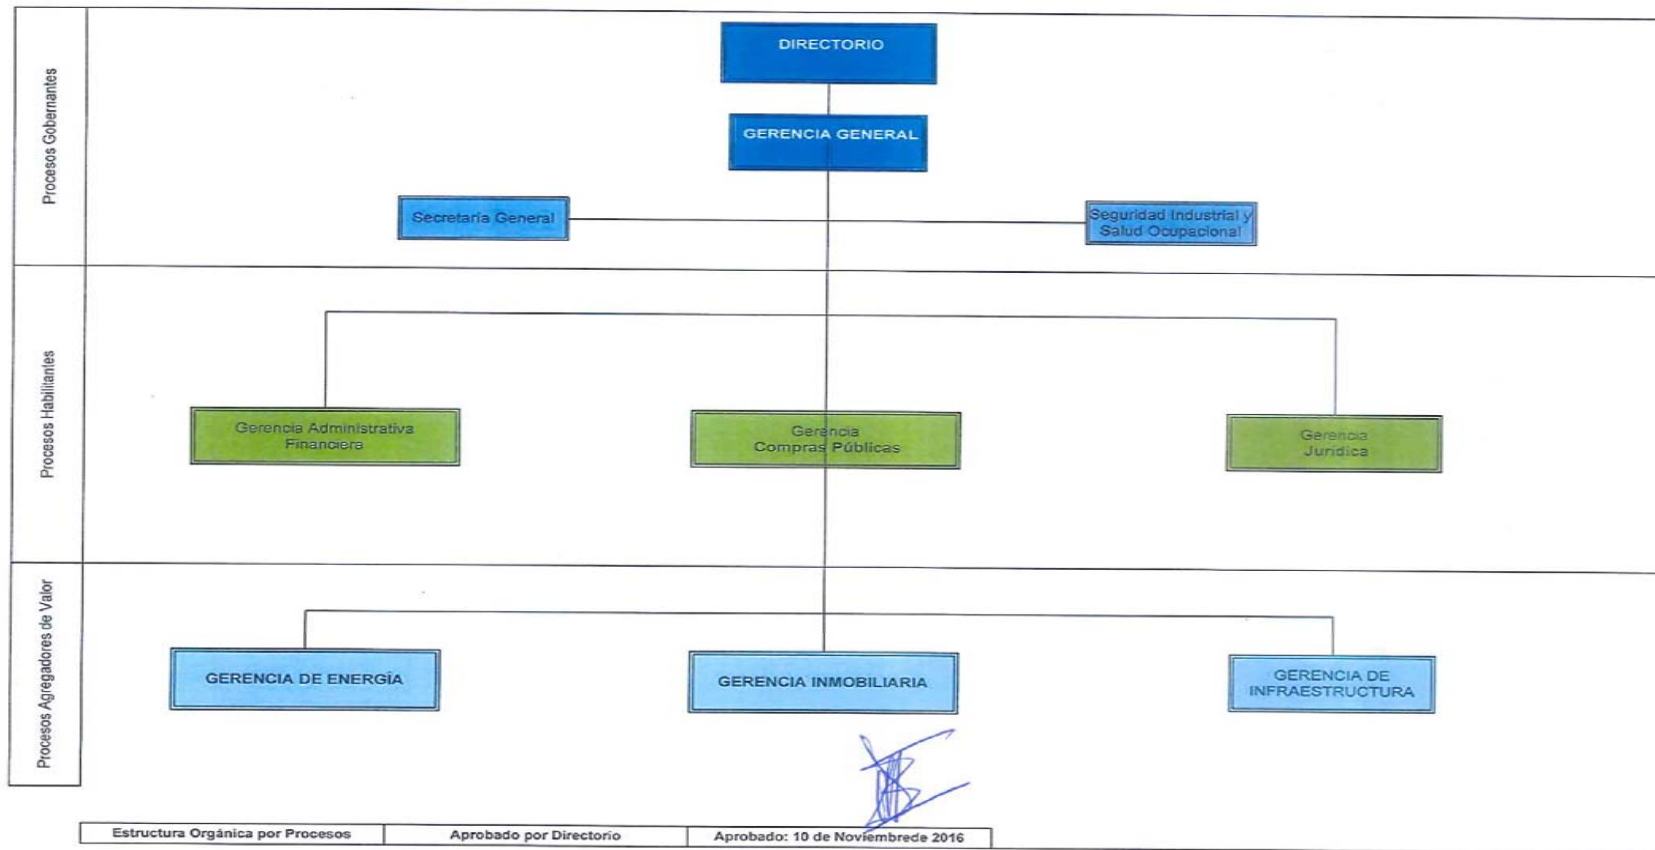 Procesos Gobernantes
DIRECTORIO
GERENCIA GENERAL
Secretaría General
Seguridad Industrial y
Salud Ocupacional
Procesos Habilitantes
Gerencia Administrativa
Financiera
Gerencia
Compras Públicas
Gerencia
Jurídica
Procesos Agregadores de Valor
GERENCIA DE ENERGÍA
GERENCIA INMOBILIARIA
GERENCIA DE
INFRAESTRUCTURA
Estructura Orgánica por Procesos
Aprobado por Directorio
Aprobado: 10 de Noviembrede 2016